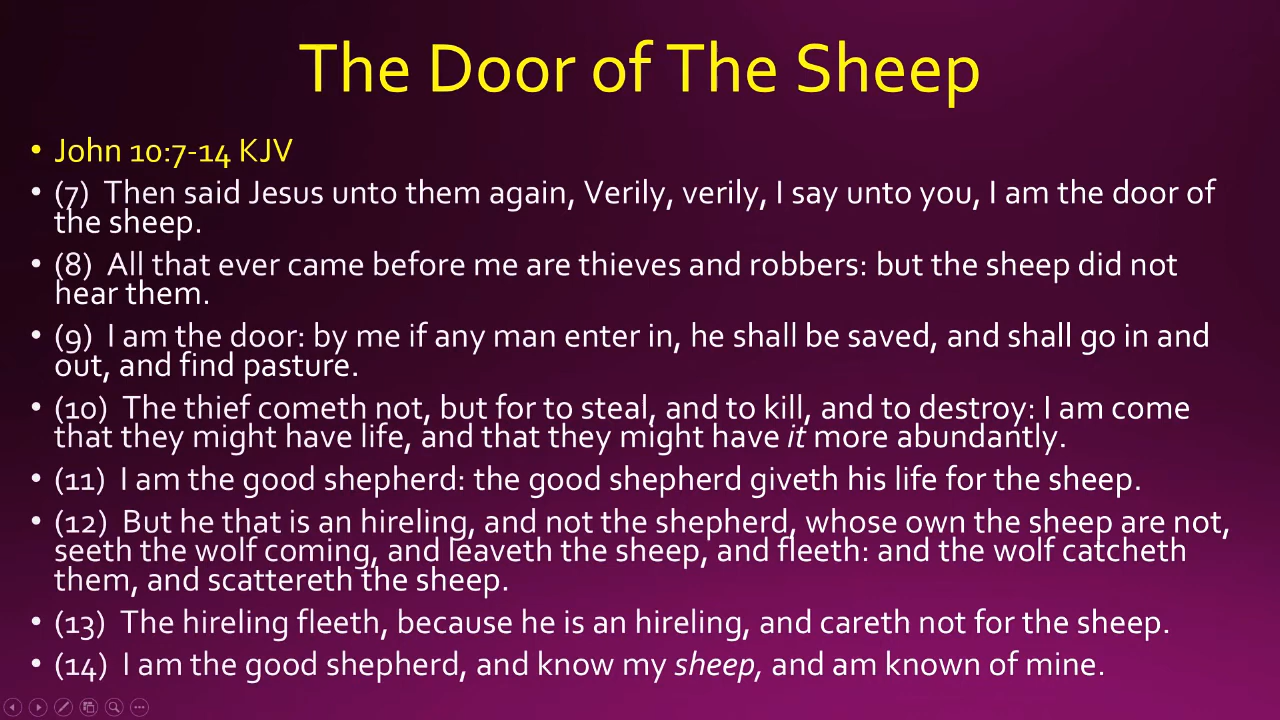 The Door of The Sheep
• John 10:7-14 KJV
• (7)  Then said Jesus unto them again, Verily, verily, I say unto you, I am the door of
the sheep.
• (8)  All that ever came before me are thieves and robbers: but the sheep did not
hear them.
• (9)  I am the door: by me if any man enter in, he shall be saved, and shall go in and
out, and find pasture.
• (10)  The thief cometh not, but for to steal, and to kill, and to destroy: I am come
that they might have life, and that they might have it more abundantly.
• (11)  I am the good shepherd: the good shepherd giveth his life for the sheep.
• (12)  But he that is an hireling, and not the shepherd, whose own the sheep are not,
seeth the wolf coming, and leaveth the sheep, and fleeth: and the wolf catcheth
them, and scattereth the sheep.
• (13)  The hireling fleeth, because he is an hireling, and careth not for the sheep.
• (14)  I am the good shepherd, and know my sheep, and am known of mine.